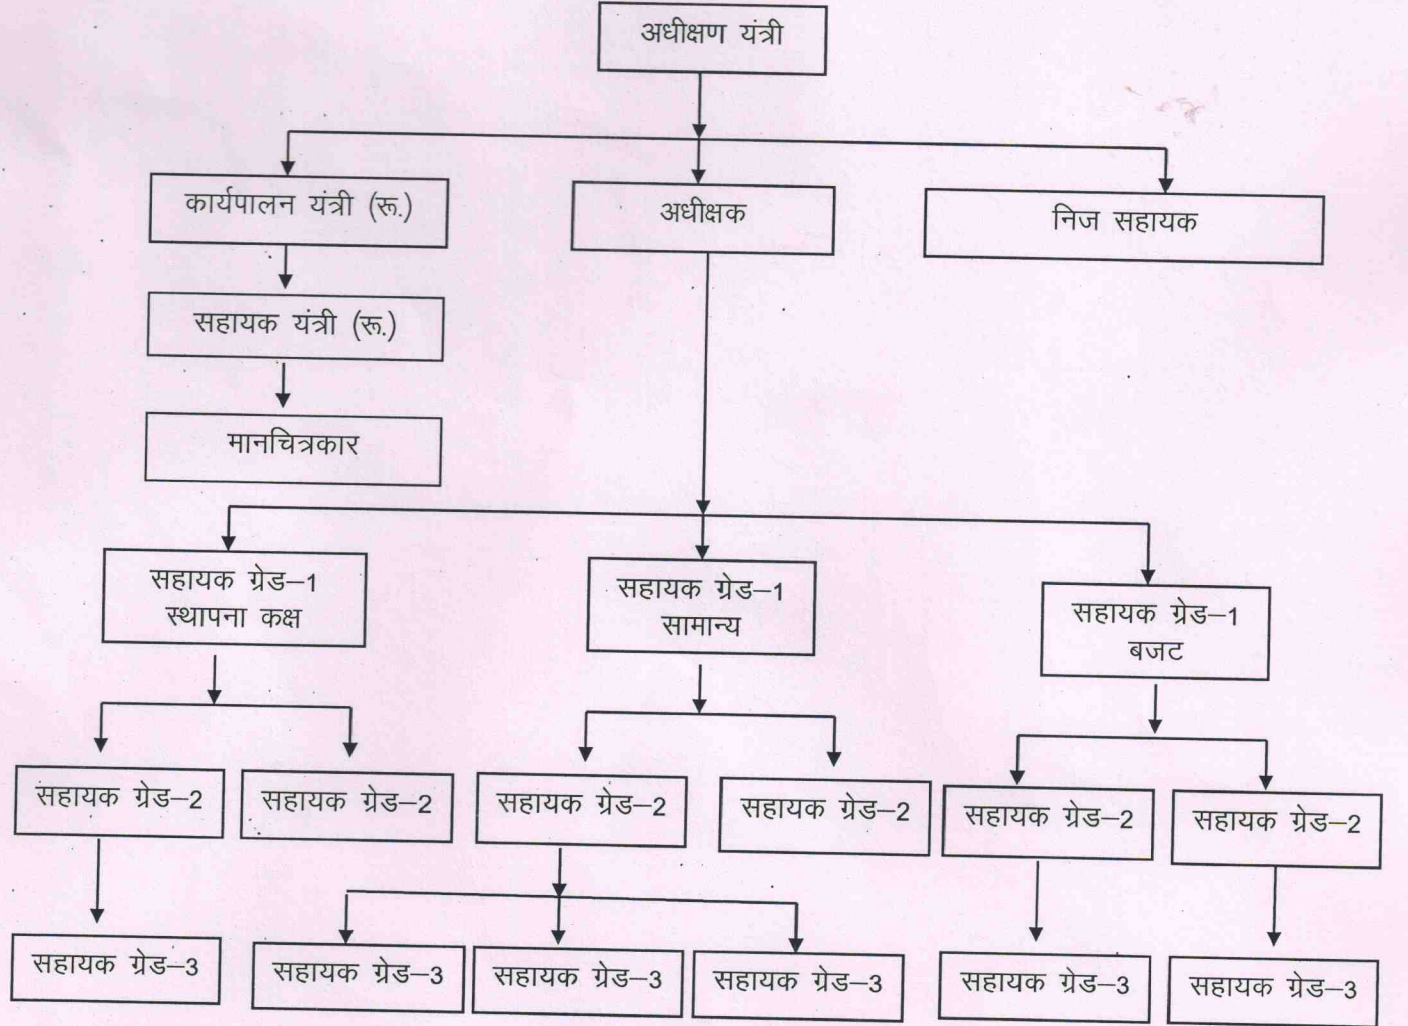 अधीक्षण यंत्री
कार्यपालन यंत्री (रू.)
अधीक्षक
निज सहायक
सहायक यंत्री (रू.)
मानचित्रकार
सहायक ग्रेड–1
स्थापना कक्ष
सहायक ग्रेड–1
सामान्य
सहायक ग्रेड–1
बजट
सहायक ग्रेड–2
सहायक ग्रेड–2
सहायक ग्रेड–2
सहायक ग्रेड–2
सहायक ग्रेड–2
सहायक ग्रेड–2
सहायक ग्रेड–3
सहायक ग्रेड–3
सहायक ग्रेड–3
सहायक ग्रेड–3
सहायक ग्रेड–3
सहायक ग्रेड–3